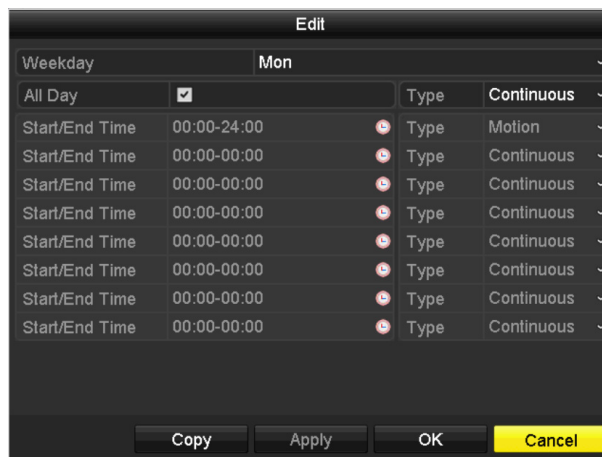 Edit
Weekday Mon
All Day Type Continuous
Start/End Time 00:00-24:00 Type Motion
Start/End Time 00:00-00:00 Type Continuous
Start/End Time 00:00-00:00 Type Continuous
Start/End Time 00:00-00:00 Type Continuous
Start/End Time 00:00-00:00 Type Continuous
Start/End Time 00:00-00:00 Type Continuous
Start/End Time 00:00-00:00 Type Continuous
Start/End Time 00:00-00:00 Type Continuous
Copy Apply OK Cancel